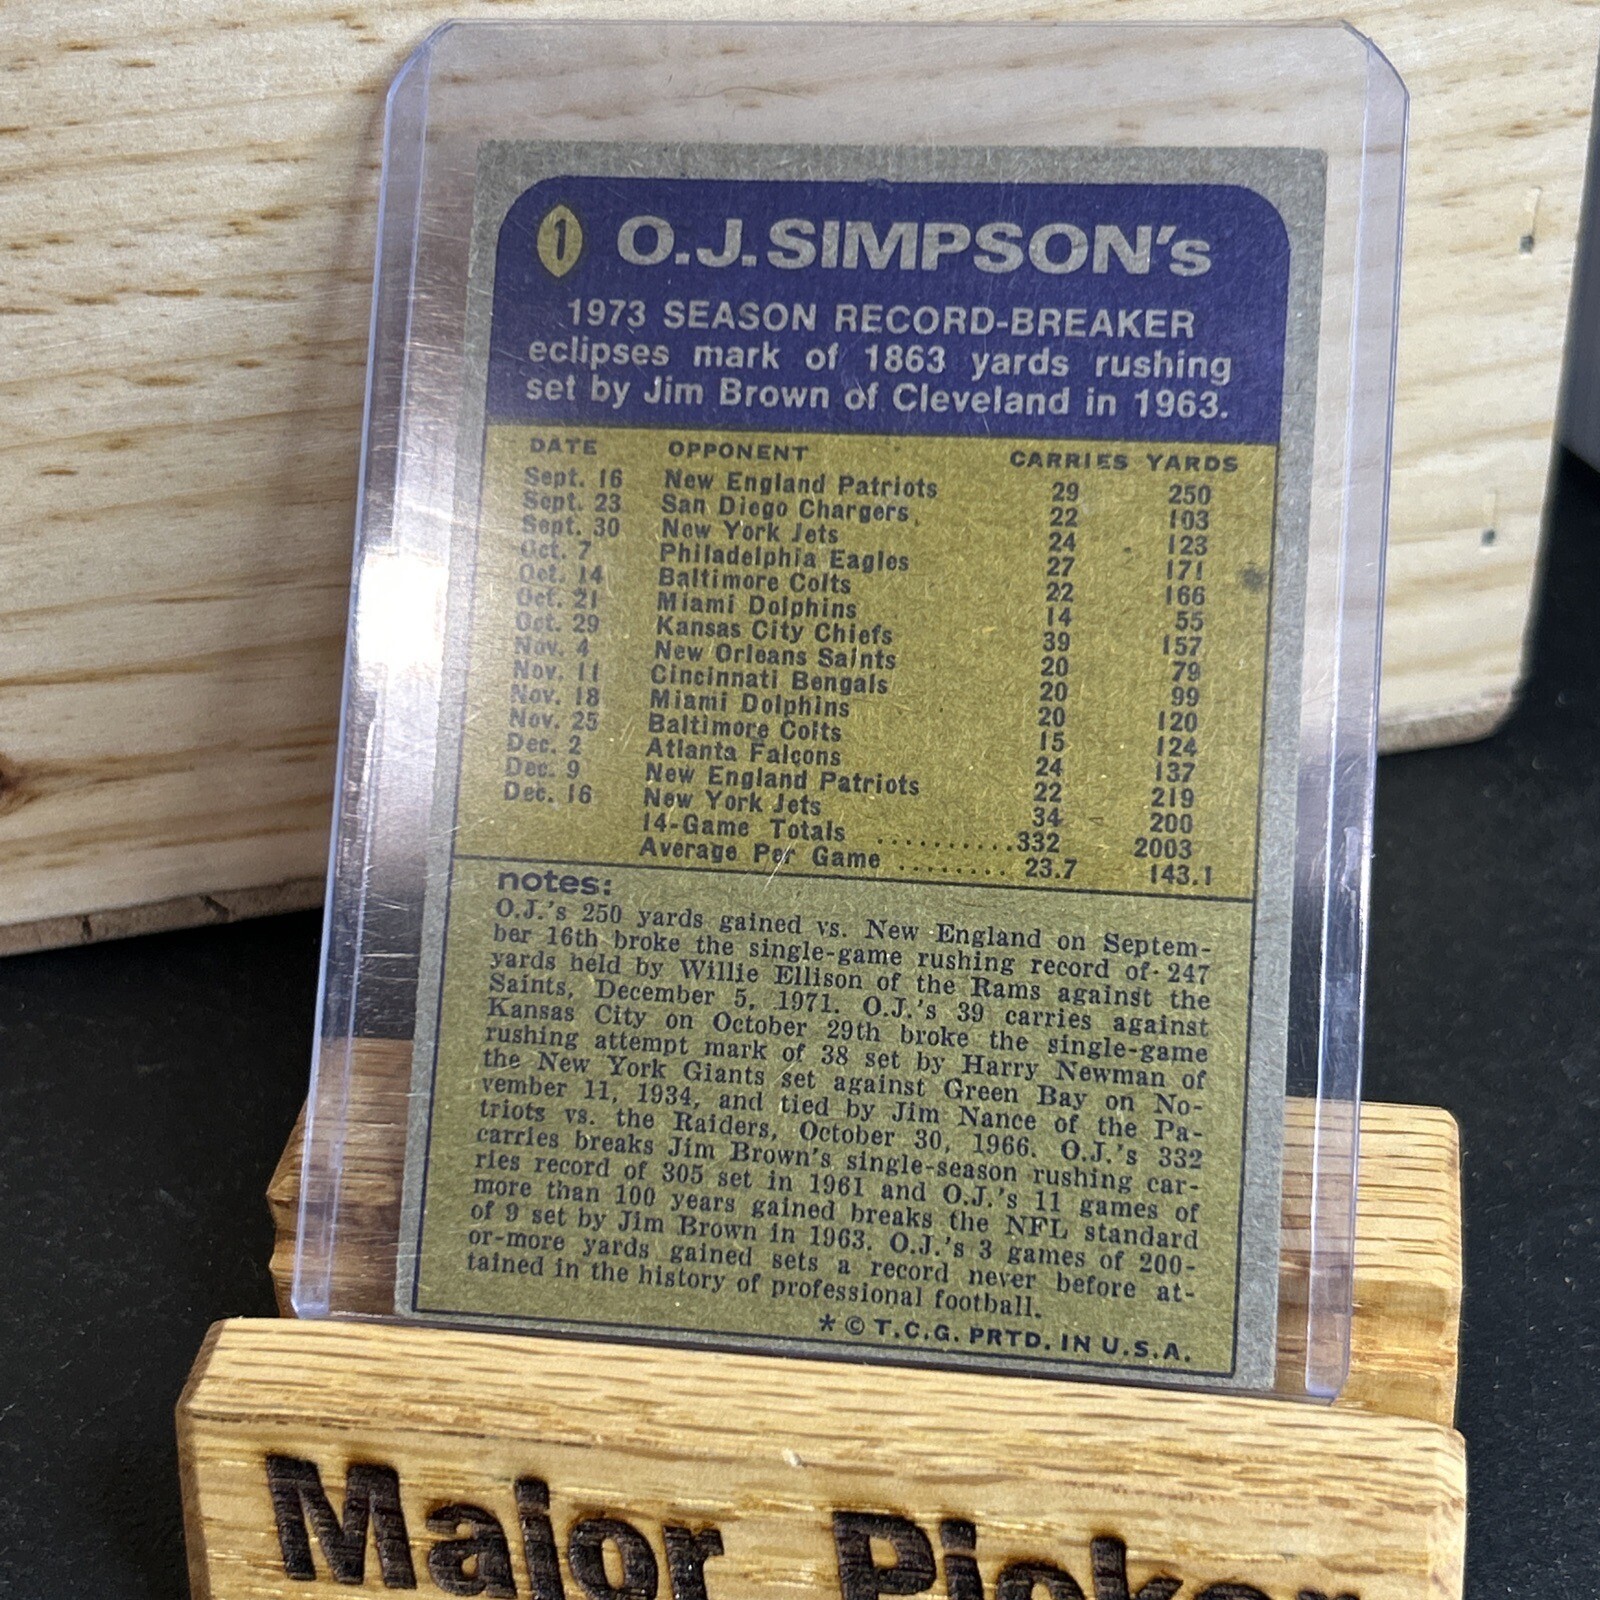 1 O.J. SIMPSON's
1973 SEASON RECORD-BREAKER
eclipses mark of 1863 yards rushing
set by Jim Brown of Cleveland in 1963.
DATE OPPONENT CARRIES YARDS
Sept. 16 New England Patriots 29 250
Sept. 23 San Diego Chargers 22 103
Sept. 30 New York Jets 24 123
Oct. 7 Philadelphia Eagles 27 171
Oct. 14 Baltimore Colts 22 166
Oct. 21 Miami Dolphins 14 55
Oct. 29 Kansas City Chiefs 39 157
Nov. 4 New Orleans Saints 20 79
Nov. 11 Cincinnati Bengals 20 99
Nov. 18 Miami Dolphins 20 120
Nov. 25 Baltimore Colts 15 124
Dec. 2 Atlanta Falcons 24 137
Dec. 9 New England Patriots 22 219
Dec. 16 New York Jets 34 200
14-Game Totals ..........332 2003
Average Per Game ........ 23.7 143.1
notes:
O.J.'s 250 yards gained vs. New England on Septem-
ber 16th broke the single-game rushing record of 247
yards held by Willie Ellison of the Rams against the
Saints, December 5, 1971. O.J.'s 39 carries against
Kansas City on October 29th broke the single-game
rushing attempt mark of 38 set by Harry Newman of
the New York Giants set against Green Bay on No-
vember 11, 1934, and tied by Jim Nance of the Pa-
triots vs. the Raiders, October 30, 1966. O.J.'s 332
carries breaks Jim Brown's single-season rushing car-
ries record of 305 set in 1961 and O.J.'s 11 games of
more than 100 years gained breaks the NFL standard
of 9 set by Jim Brown in 1963. O.J.'s 3 games of 200-
or-more yards gained sets a record never before at-
tained in the history of professional football.
* © T.C.G. PRTD. IN U.S.A.
Major Picker